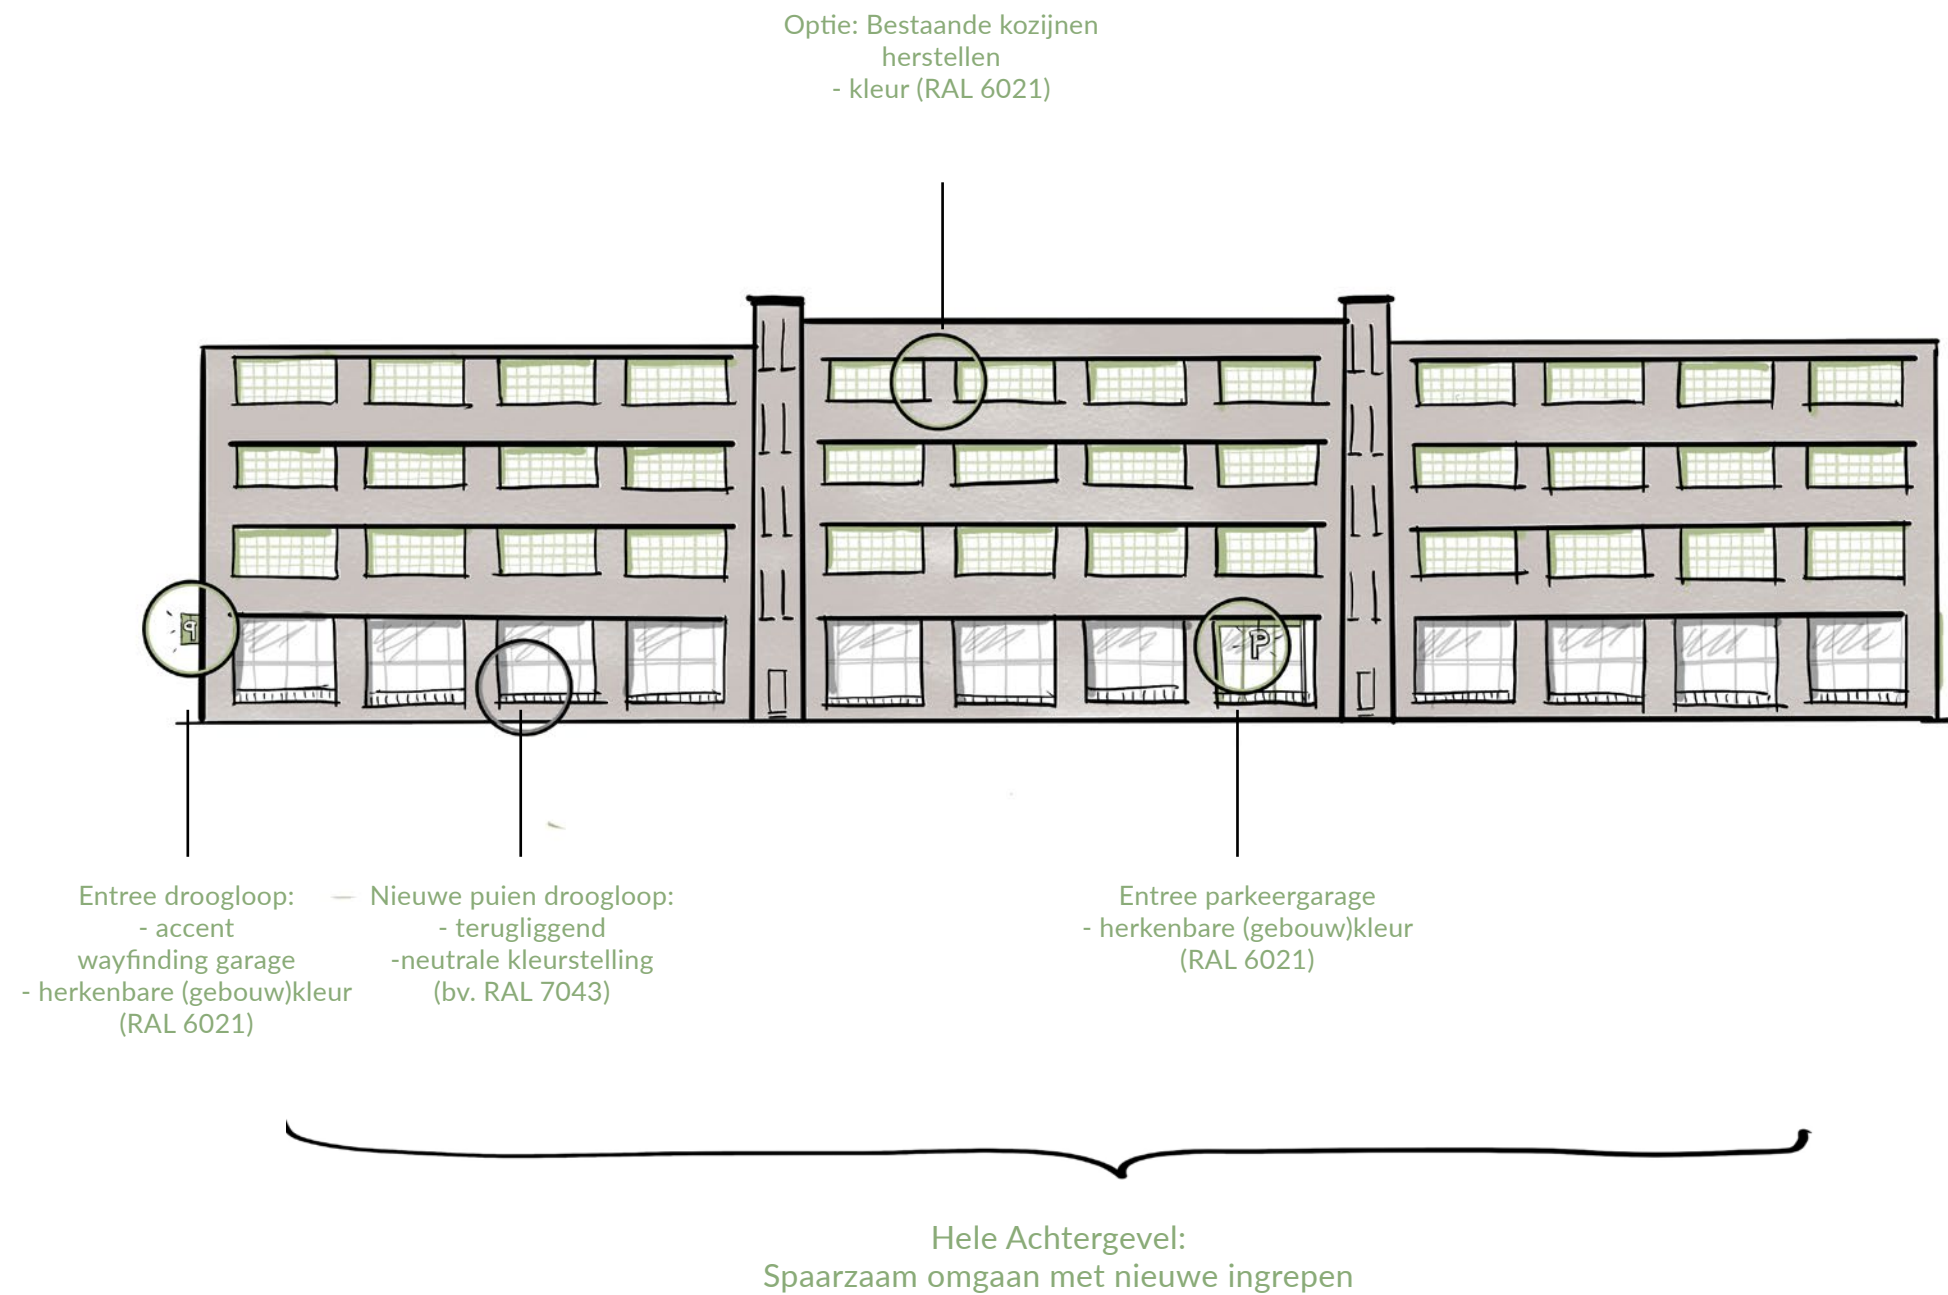 Optie: Bestaande kozijnen
herstellen
- kleur (RAL 6021)
q
P
Entree droogloop:
- accent
wayfinding garage
- herkenbare (gebouw)kleur
(RAL 6021)
Nieuwe puien droogloop:
- terugliggend
-neutrale kleurstelling
(bv. RAL 7043)
Entree parkeergarage
- herkenbare (gebouw)kleur
(RAL 6021)
Hele Achtergevel:
Spaarzaam omgaan met nieuwe ingrepen